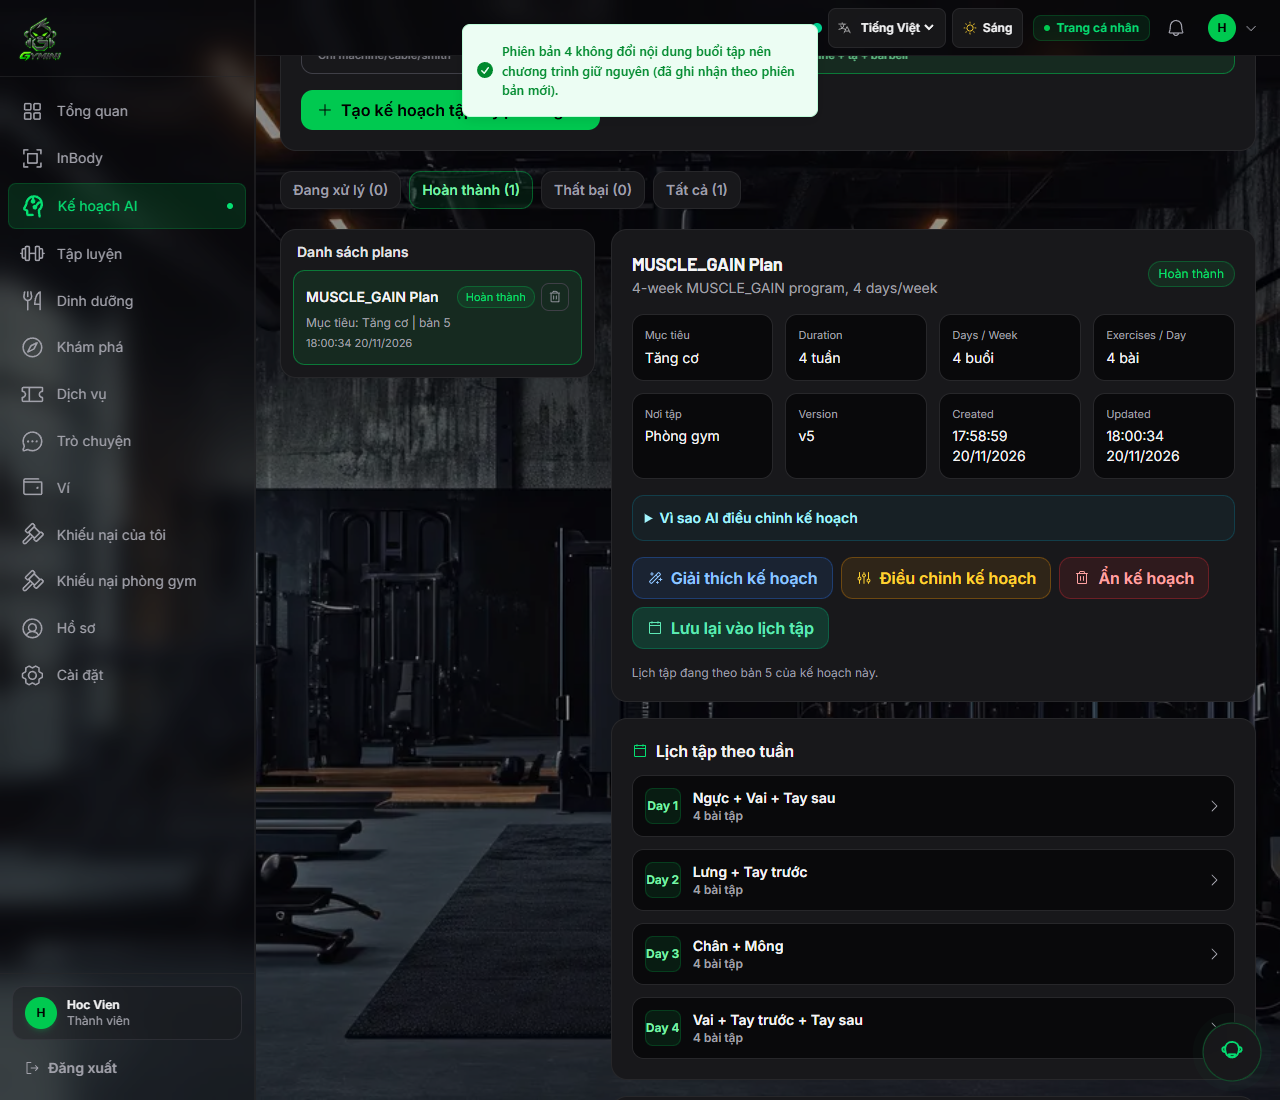 GYMINI
Tổng quan
InBody
Kế hoạch AI
Tập luyện
Dinh dưỡng
Khám phá
Dịch vụ
Trò chuyện
Ví
Khiếu nại của tôi
Khiếu nại phòng gym
Hồ sơ
Cài đặt
H
Hoc Vien
Thành viên
Đăng xuất
Tiếng Việt
Sáng
Trang cá nhân
H
Phiên bản 4 không đổi nội dung buổi tập nên
chương trình giữ nguyên (đã ghi nhận theo phiên
bản mới).
+ Tạo kế hoạch
Đang xử lý (0)
Hoàn thành (1)
Thất bại (0)
Tất cả (1)
Danh sách plans
MUSCLE_GAIN Plan
Hoàn thành
Mục tiêu: Tăng cơ | bản 5
18:00:34 20/11/2026
MUSCLE_GAIN Plan
4-week MUSCLE_GAIN program, 4 days/week
Hoàn thành
Mục tiêu
Tăng cơ
Duration
4 tuần
Days / Week
4 buổi
Exercises / Day
4 bài
Nơi tập
Phòng gym
Version
v5
Created
17:58:59
20/11/2026
Updated
18:00:34
20/11/2026
Vì sao AI điều chỉnh kế hoạch
Giải thích kế hoạch
Điều chỉnh kế hoạch
Ẩn kế hoạch
Lưu lại vào lịch tập
Lịch tập đang theo bản 5 của kế hoạch này.
Lịch tập theo tuần
Day 1
Ngực + Vai + Tay sau
4 bài tập
Day 2
Lưng + Tay trước
4 bài tập
Day 3
Chân + Mông
4 bài tập
Day 4
Vai + Tay trước + Tay sau
4 bài tập